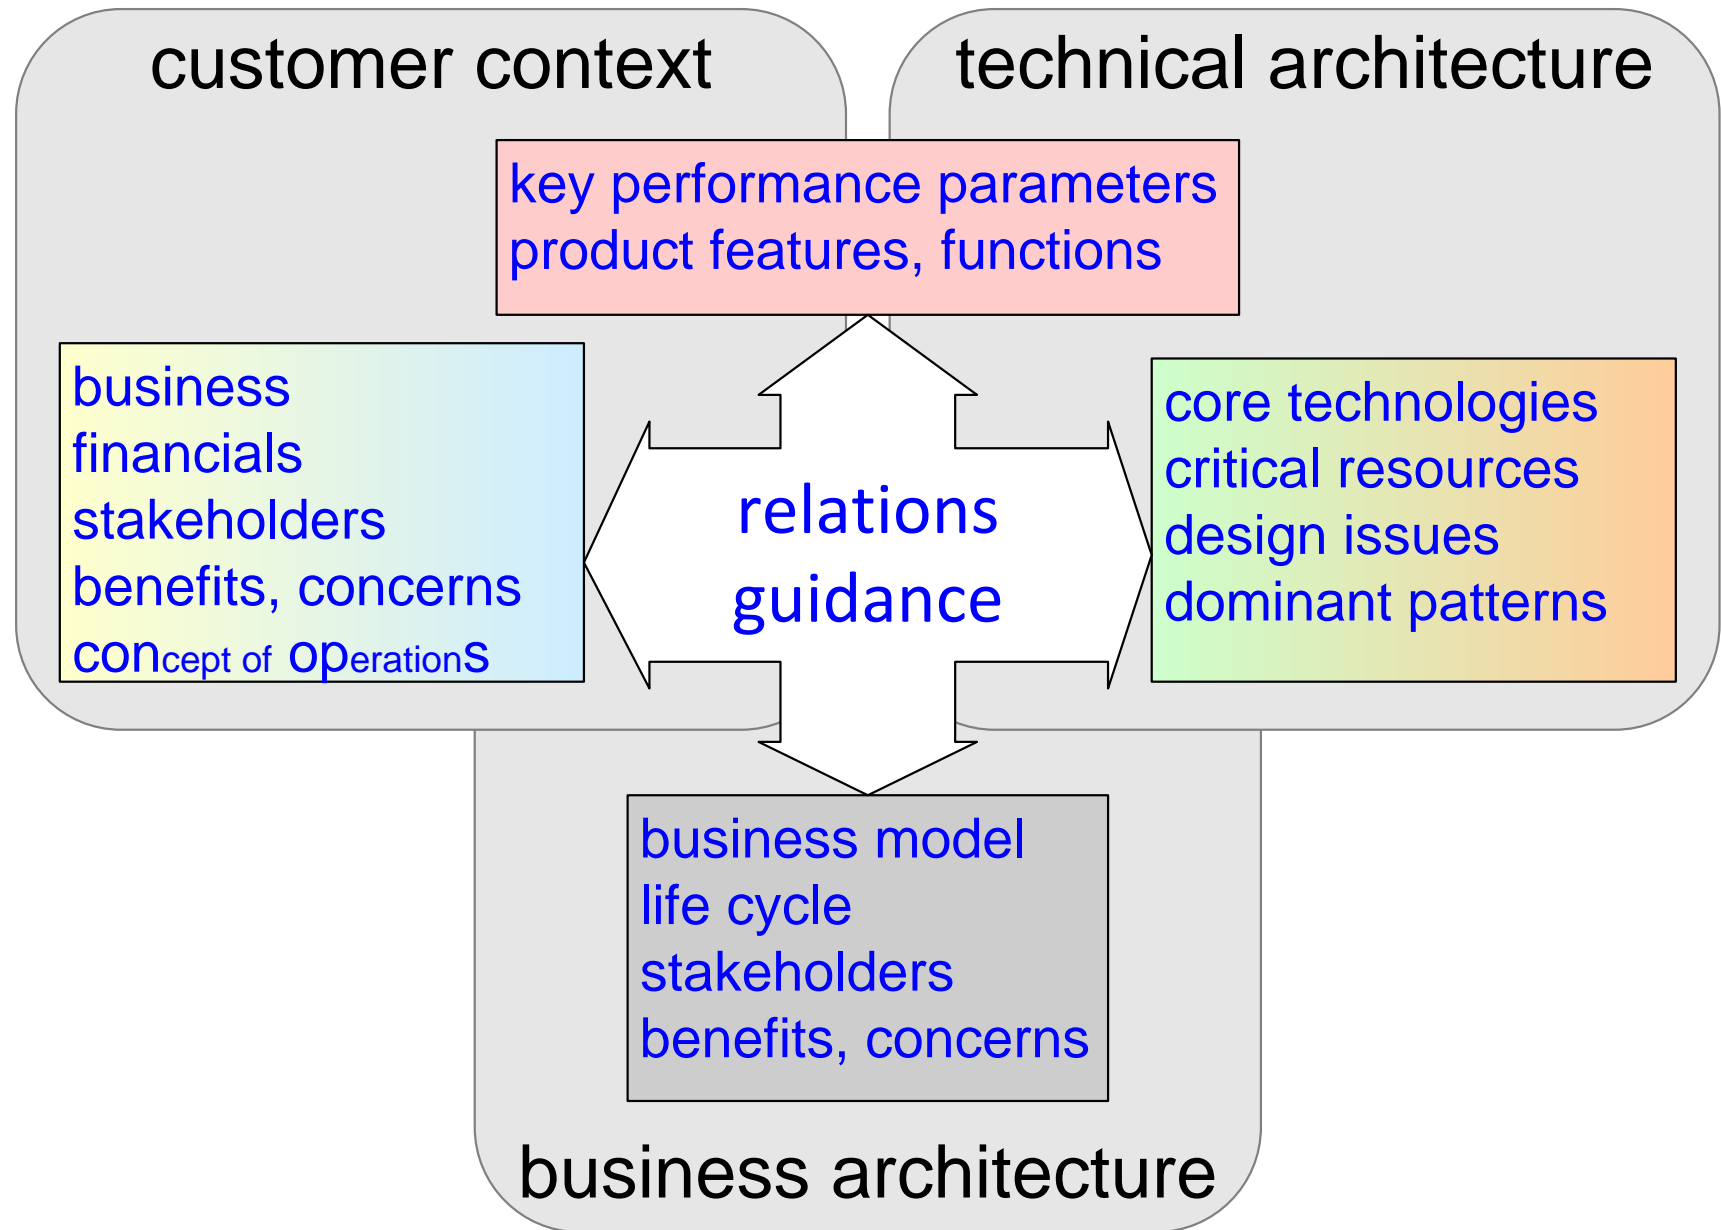 customer context
technical architecture
key performance parameters
product features, functions
business
financials
stakeholders
benefits, concerns
concept of operations
relations
guidance
core technologies
critical resources
design issues
dominant patterns
business model
life cycle
stakeholders
benefits, concerns
business architecture